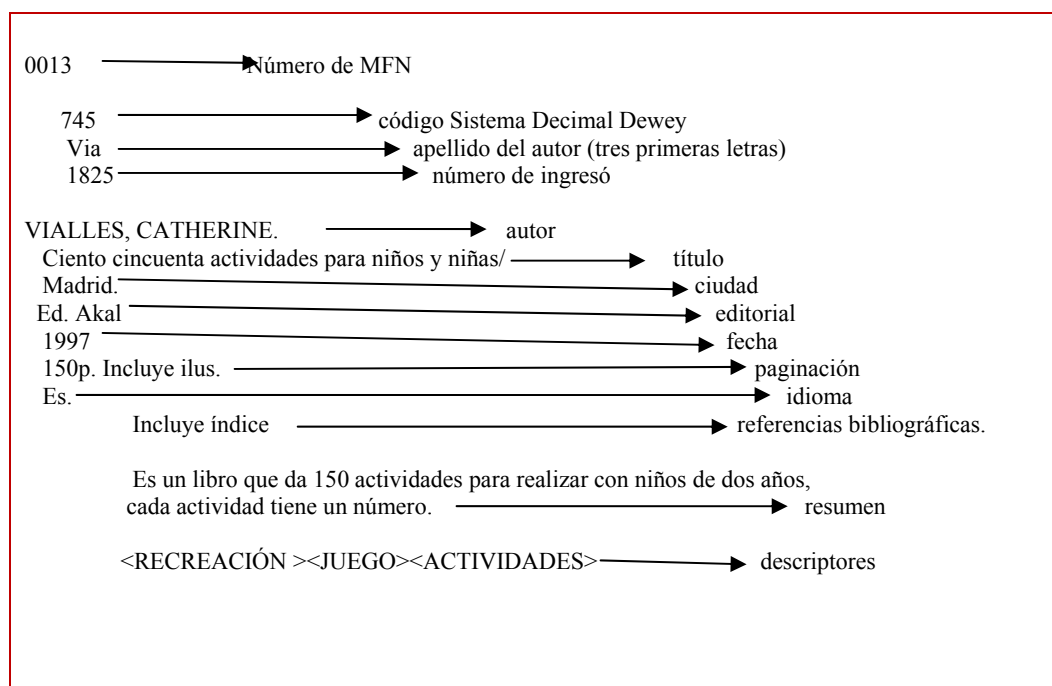 0013 Número de MFN
745 código Sistema Decimal Dewey
Via apellido del autor (tres primeras letras)
1825 número de ingresó
VIALLES, CATHERINE. autor
Ciento cincuenta actividades para niños y niñas/ título
Madrid. ciudad
Ed. Akal editorial
1997 fecha
150p. Incluye ilus. paginación
Es. idioma
Incluye índice referencias bibliográficas.
Es un libro que da 150 actividades para realizar con niños de dos años,
cada actividad tiene un número. resumen
<RECREACIÓN ><JUEGO><ACTIVIDADES> descriptores